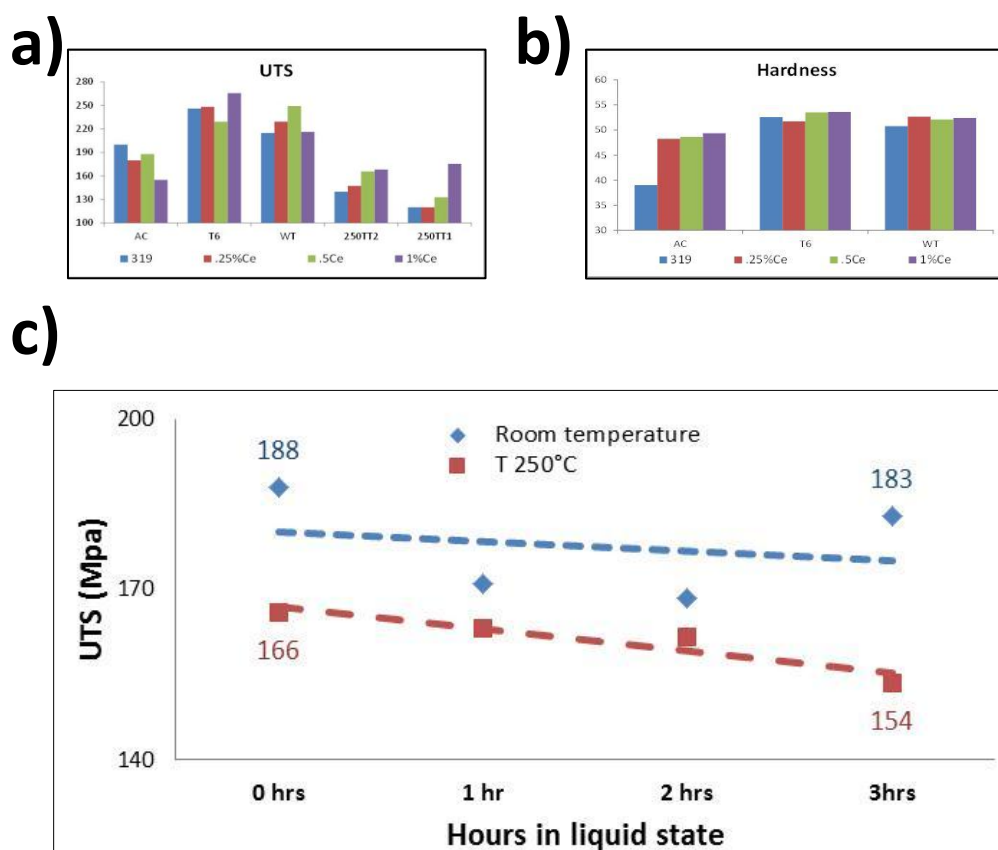 a)
UTS
280
250
220
190
160
130
100
AC T6 WT 250TT2 250TT1
319 .25%Ce .5Ce 1%Ce
b)
Hardness
60
55
50
45
40
35
30
AC T6 WT
319 .25%Ce .5Ce 1%Ce
c)
200
170
140
UTS (Mpa)
Room temperature
T 250°C
188
183
166
154
0 hrs 1 hr 2 hrs 3hrs
Hours in liquid state